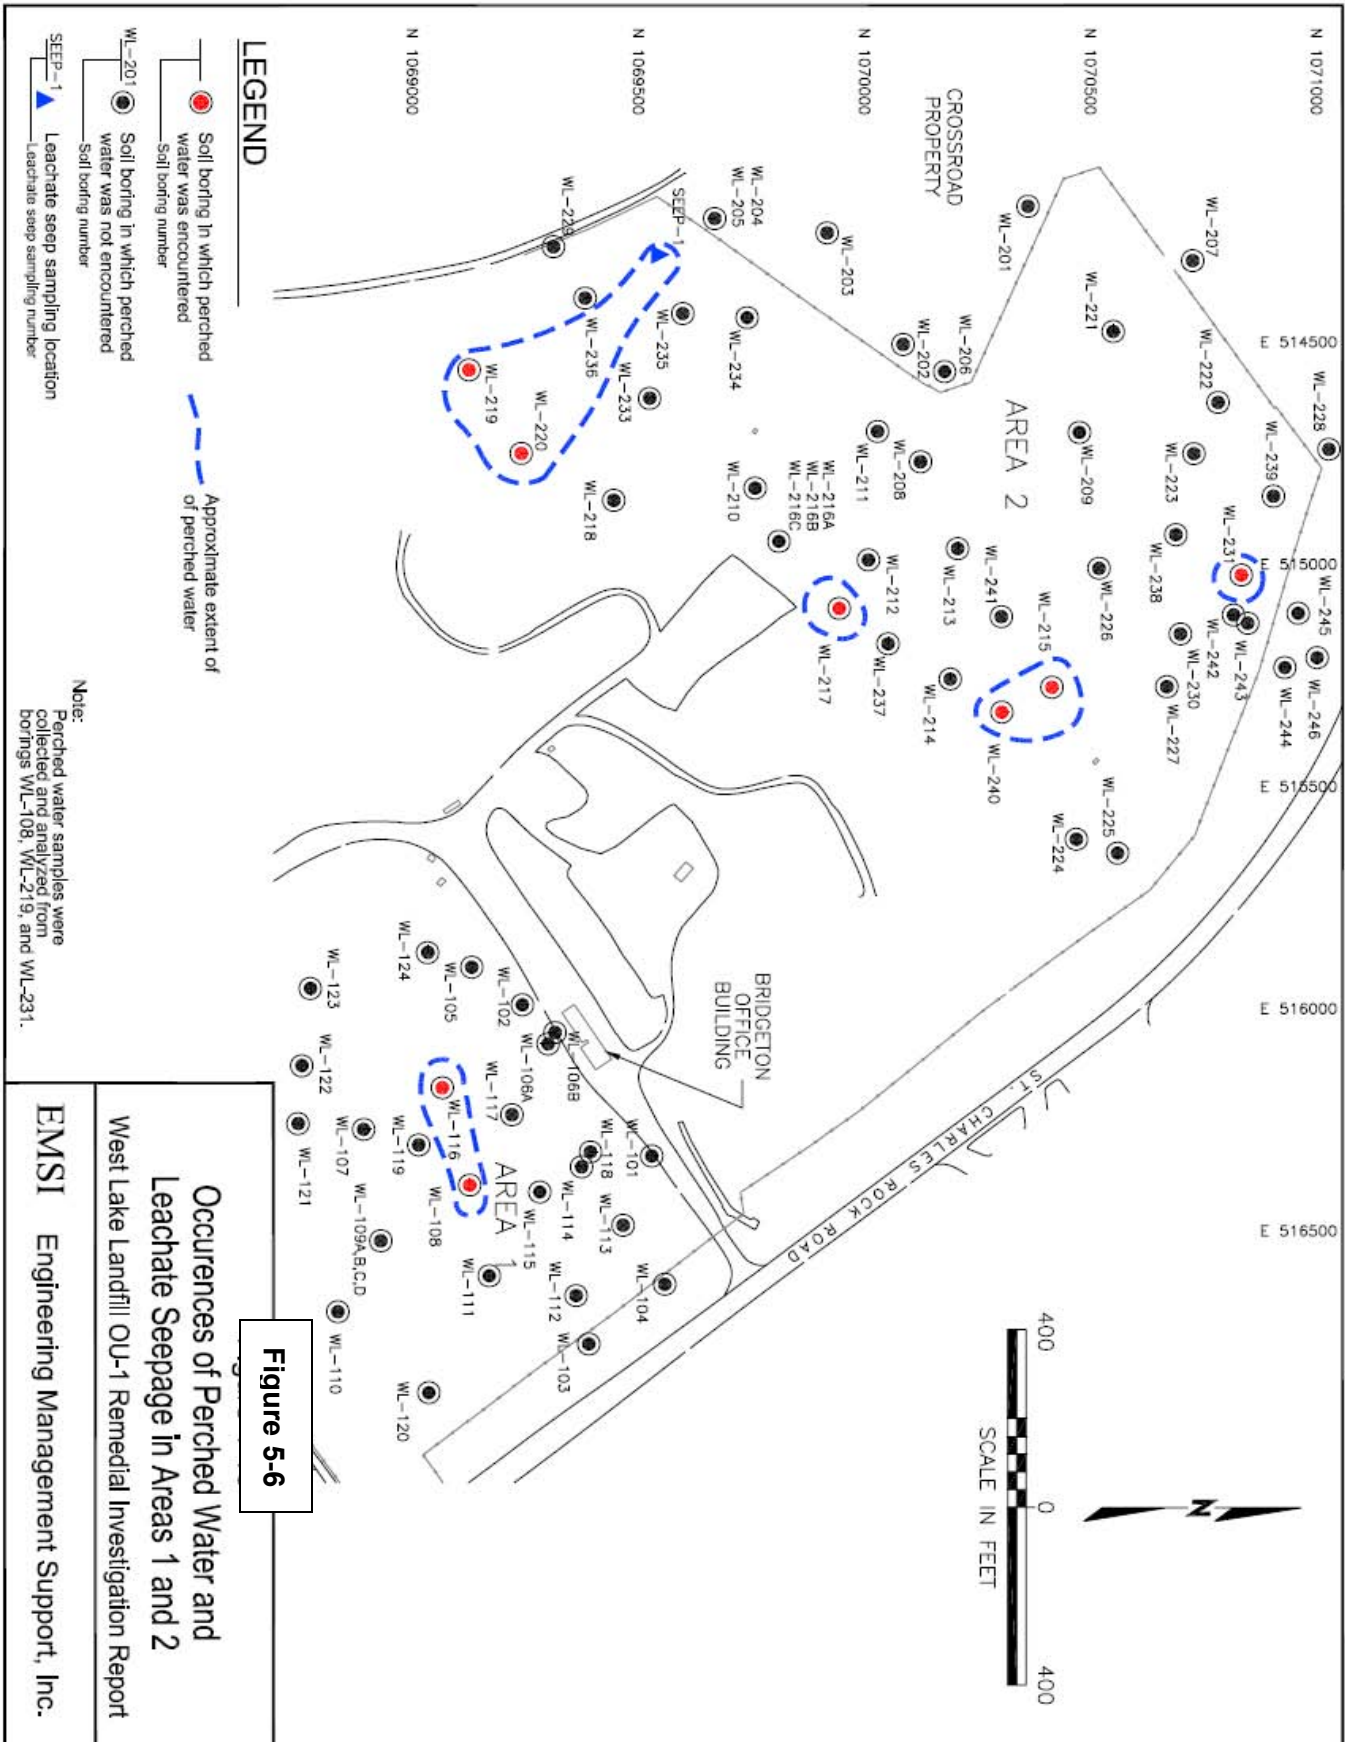 N 1071000
N 1070500
N 1070000
N 1069500
N 1069000
E 514500
E 515000
E 515500
E 516000
E 516500
CROSSROAD
PROPERTY
AREA 2
WL-207
WL-201
WL-203
WL-204
WL-205
SEEP-1
WL-229
WL-228
WL-222
WL-221
WL-206
WL-202
WL-234
WL-235
WL-236
WL-233
WL-219
WL-220
WL-239
WL-223
WL-209
WL-208
WL-211
WL-210
WL-216A
WL-216B
WL-216C
WL-218
WL-231
WL-238
WL-226
WL-241
WL-213
WL-212
WL-217
WL-237
WL-214
WL-215
WL-240
WL-245
WL-246
WL-244
WL-243
WL-242
WL-230
WL-227
WL-225
WL-224
BRIDGETON
OFFICE
BUILDING
ST. CHARLES ROCK ROAD
AREA 1
WL-124
WL-105
WL-102
WL-106B
WL-106A
WL-117
WL-123
WL-122
WL-121
WL-107
WL-119
WL-116
WL-108
WL-101
WL-118
WL-114
WL-113
WL-115
WL-104
WL-112
WL-111
WL-103
WL-109A,B,C,D
WL-110
WL-120
400
0
400
SCALE IN FEET
N
LEGEND
Soil boring in which perched
water was encountered
Soil boring number
WL-201
Soil boring in which perched
water was not encountered
Soil boring number
SEEP-1
Leachate seep sampling location
Leachate seep sampling number
Approximate extent of
of perched water
Note:
Perched water samples were
collected and analyzed from
borings WL-108, WL-219, and WL-231.
Figure 5-6
Occurences of Perched Water and
Leachate Seepage in Areas 1 and 2
West Lake Landfill OU-1 Remedial Investigation Report
EMSI Engineering Management Support, Inc.